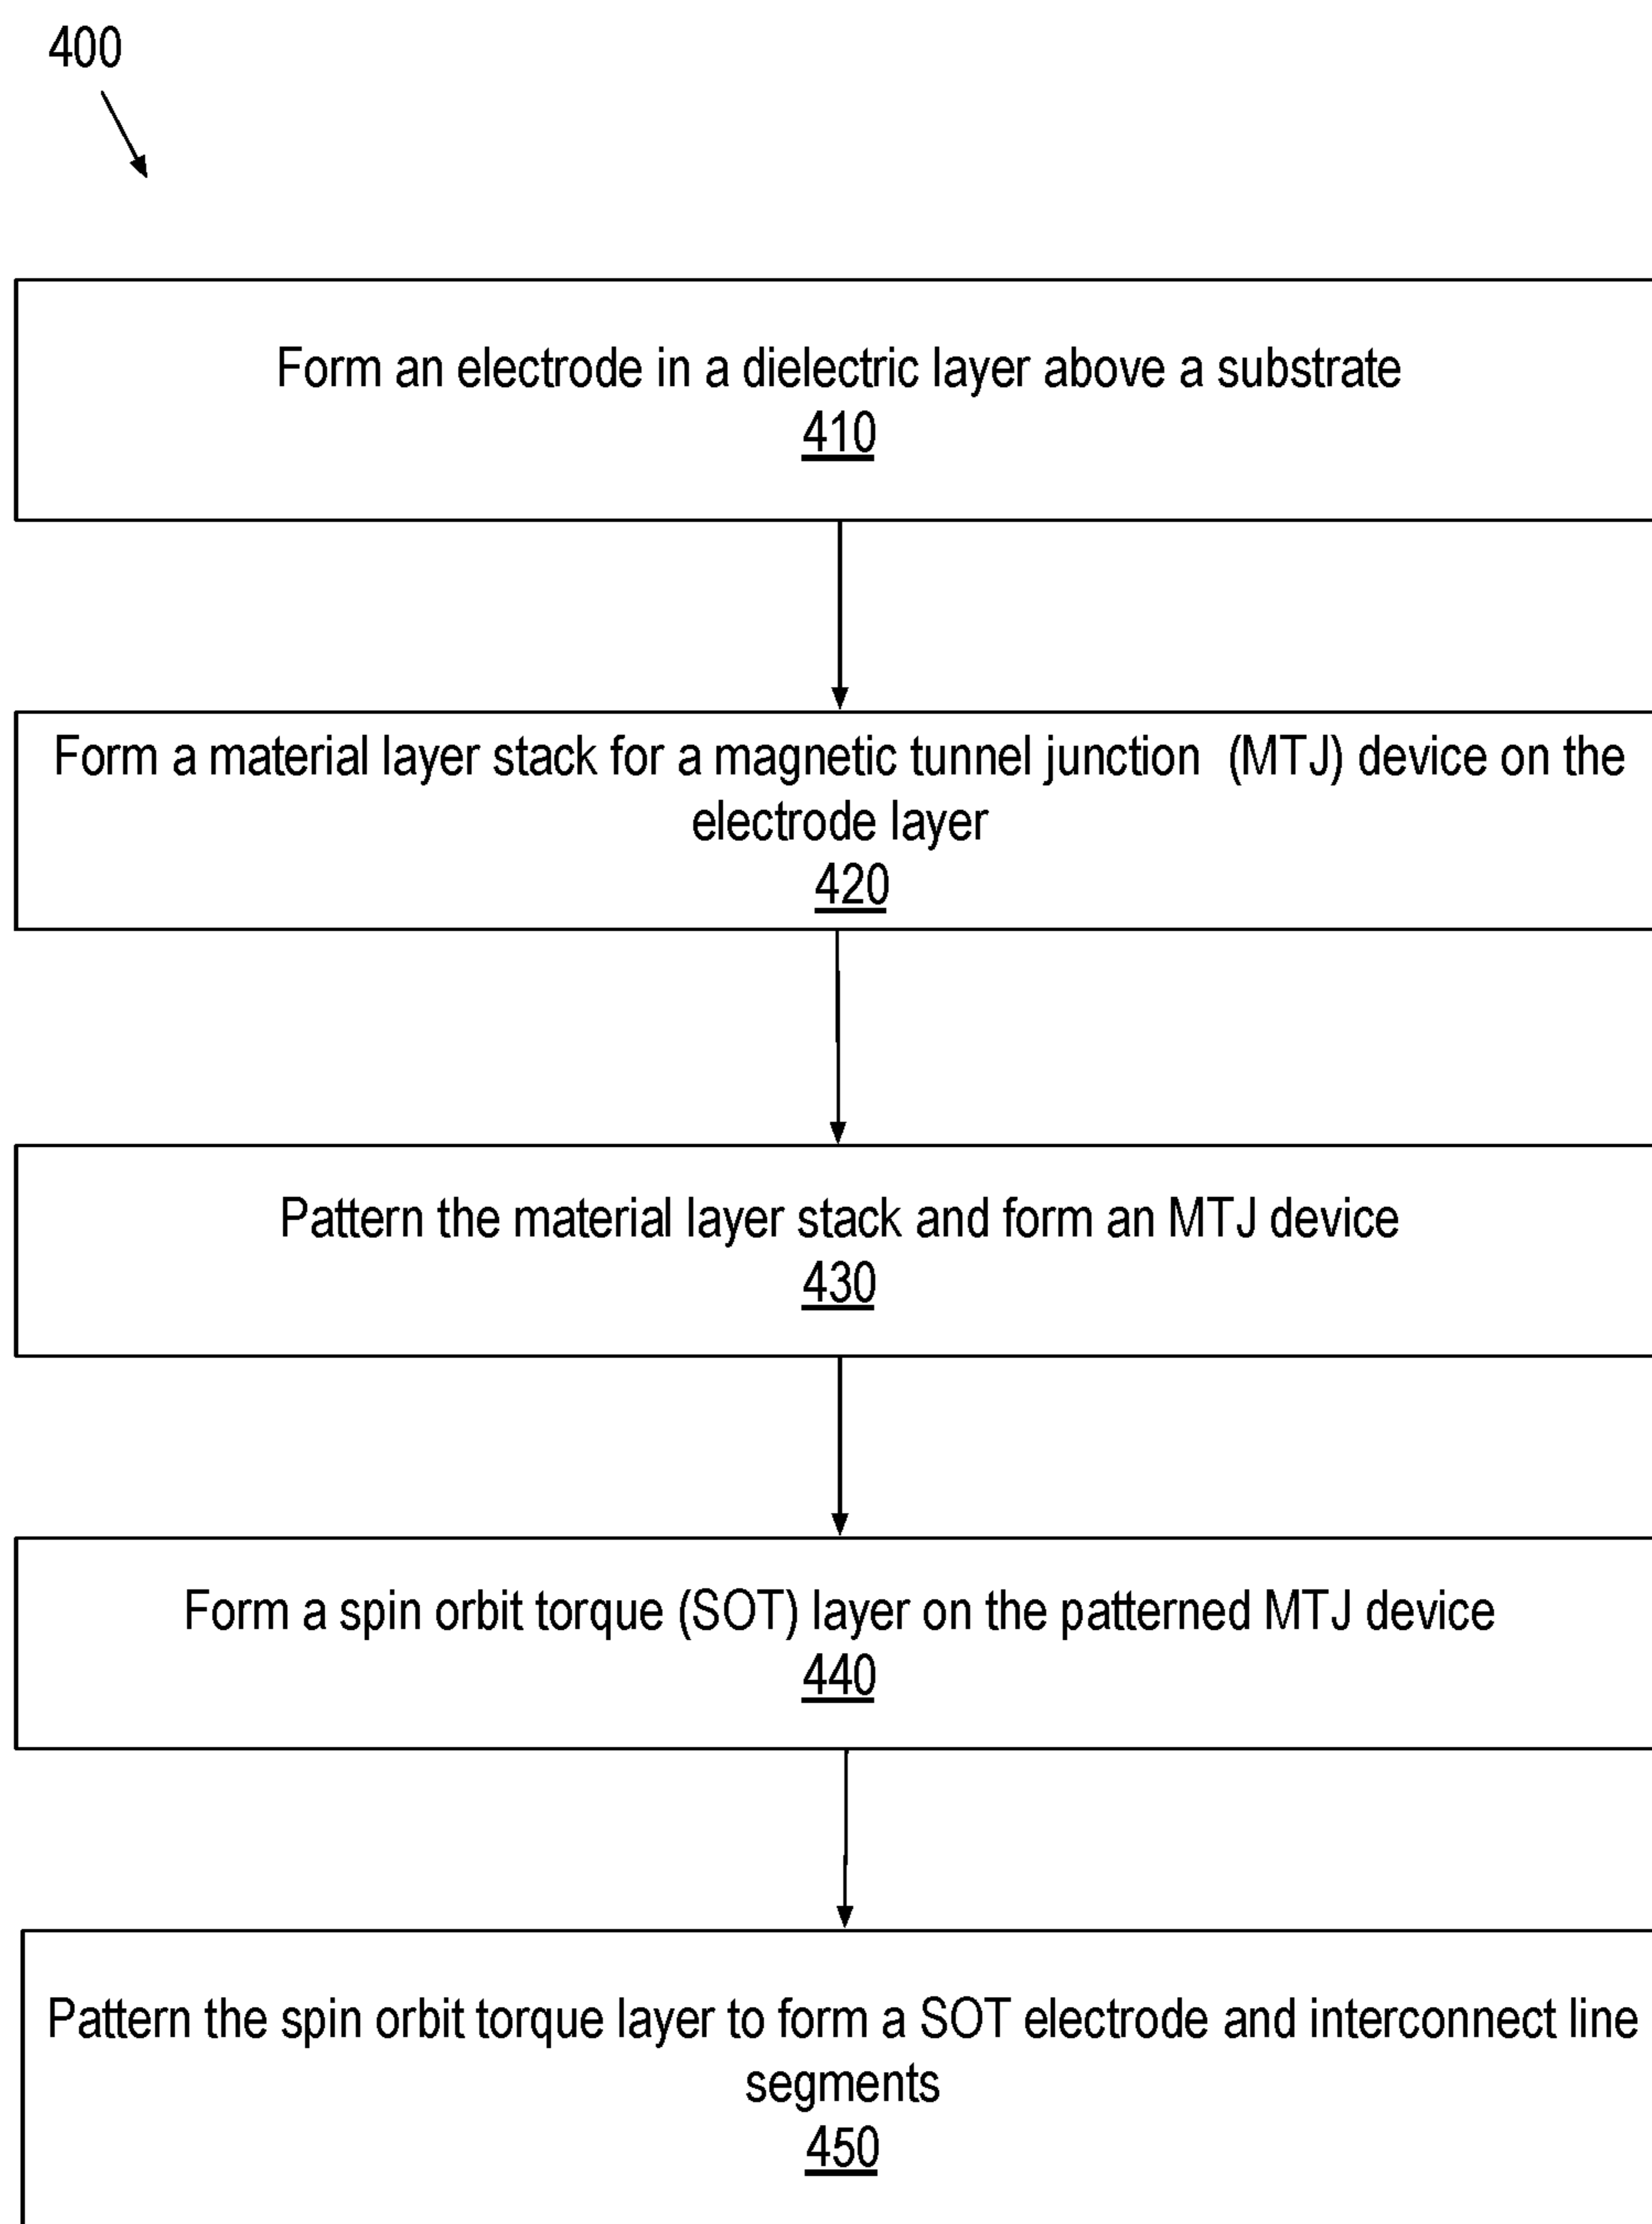 400
Form an electrode in a dielectric layer above a substrate
410
Form a material layer stack for a magnetic tunnel junction  (MTJ) device on the
electrode layer
420
Pattern the material layer stack and form an MTJ device
430
Form a spin orbit torque (SOT) layer on the patterned MTJ device
440
Pattern the spin orbit torque layer to form a SOT electrode and interconnect line
segments
450